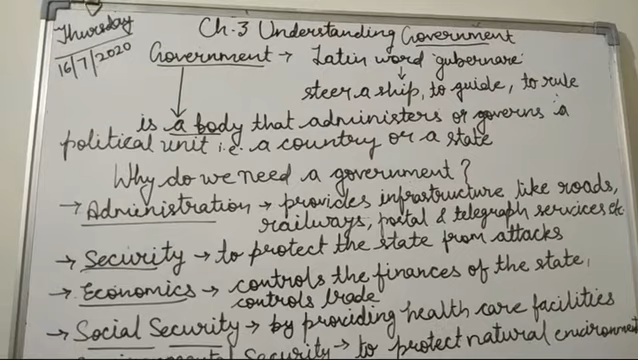 Thursday
16/7/2020
Ch.3 Understanding Government
Government → Latin word 'gubernare'
steer a ship, to guide, to rule
is a body that administers or governs a
political unit i.e. a country or a state
Why do we need a government?
→ Administration → provides infrastructure like roads,
railways, postal & telegraph services etc
→ Security → to protect the state from attacks
→ Economics → controls the finances of the state,
controls trade
→ Social Security → by providing health care facilities
Security → to protect natural environment